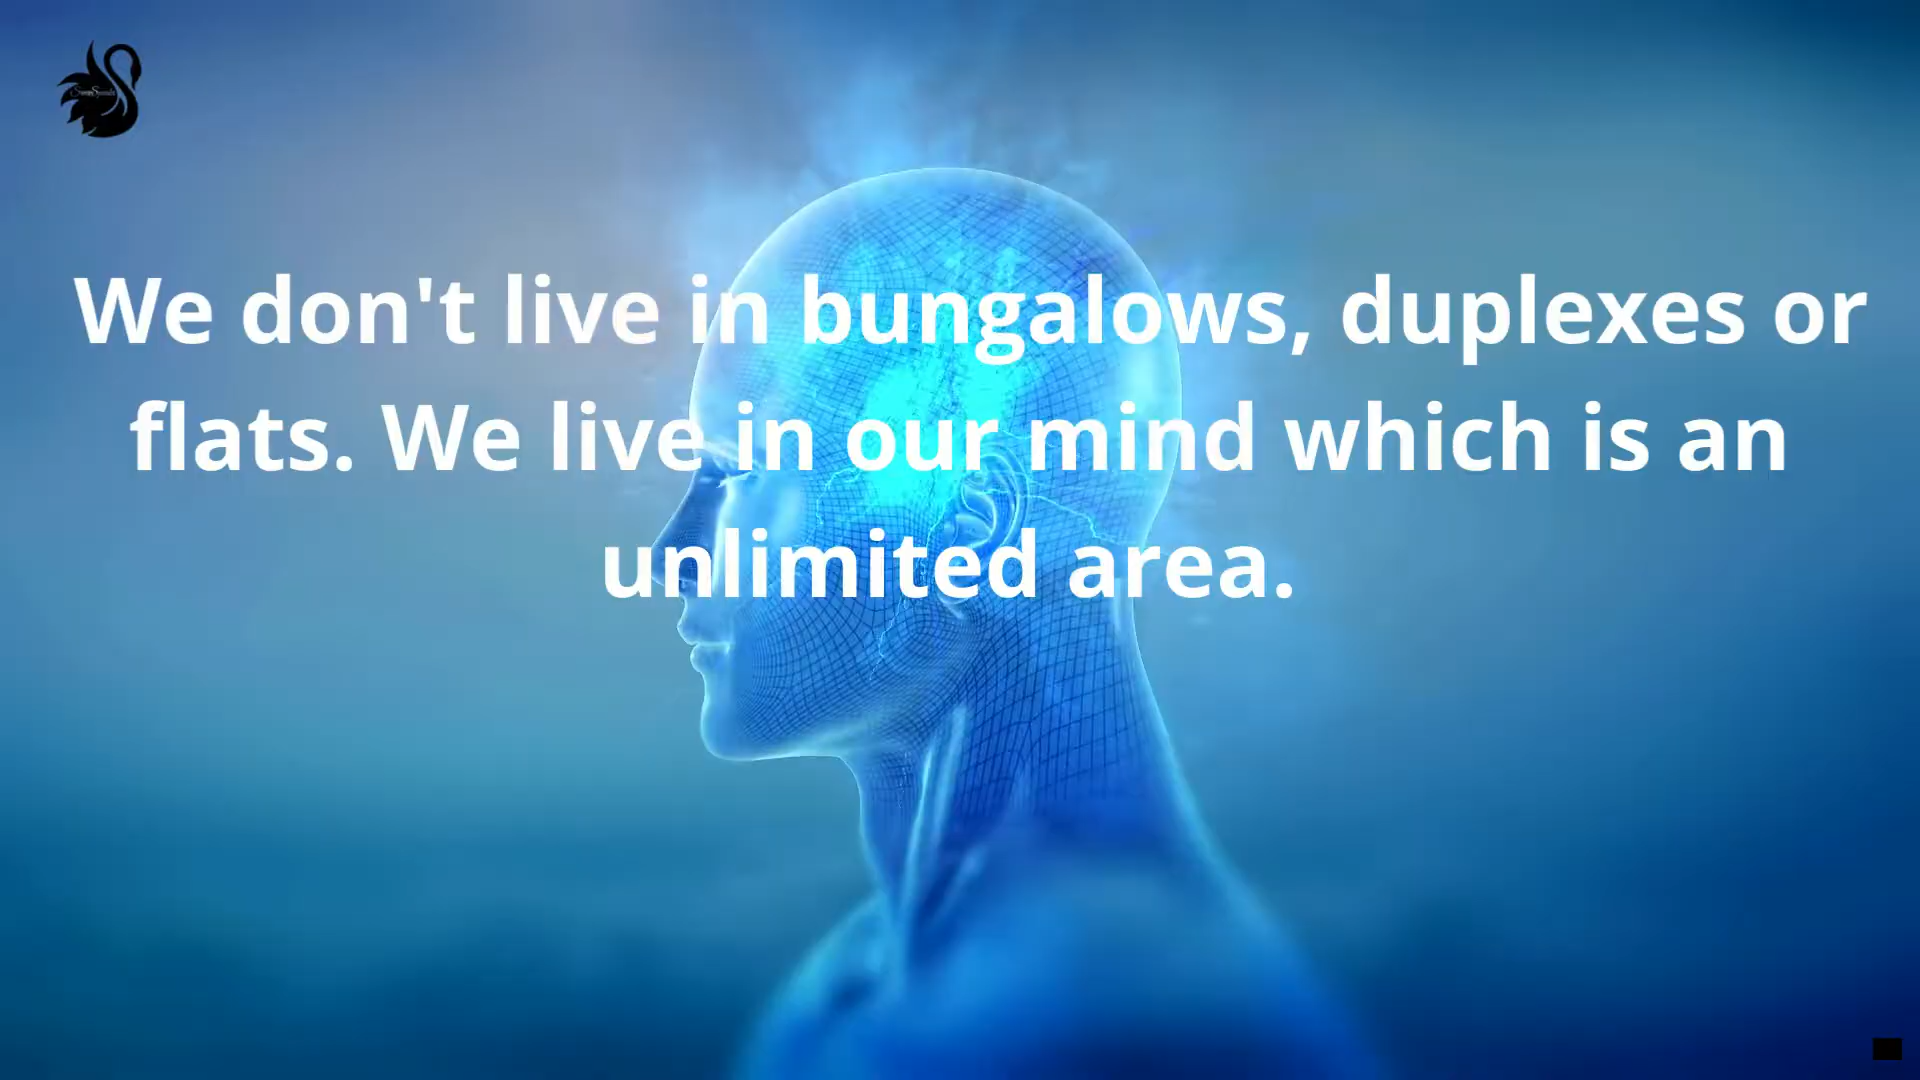 We don't live in bungalows, duplexes or
flats. We live in our mind which is an
unlimited area.